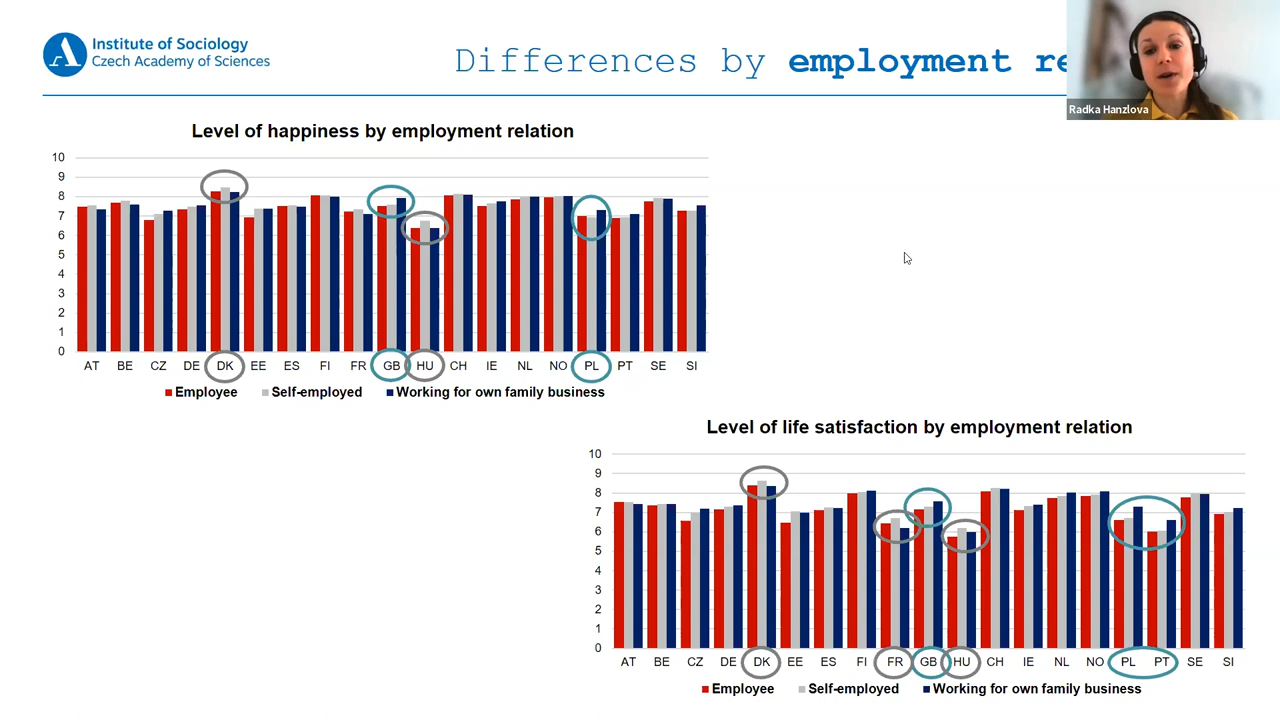 Institute of Sociology
Czech Academy of Sciences
Differences by employment re
Radka Hanzlova
Level of happiness by employment relation
10
9
8
7
6
5
4
3
2
1
0
AT BE CZ DE DK EE ES FI FR GB HU CH IE NL NO PL PT SE SI
Employee Self-employed Working for own family business
Level of life satisfaction by employment relation
10
9
8
7
6
5
4
3
2
1
0
AT BE CZ DE DK EE ES FI FR GB HU CH IE NL NO PL PT SE SI
Employee Self-employed Working for own family business